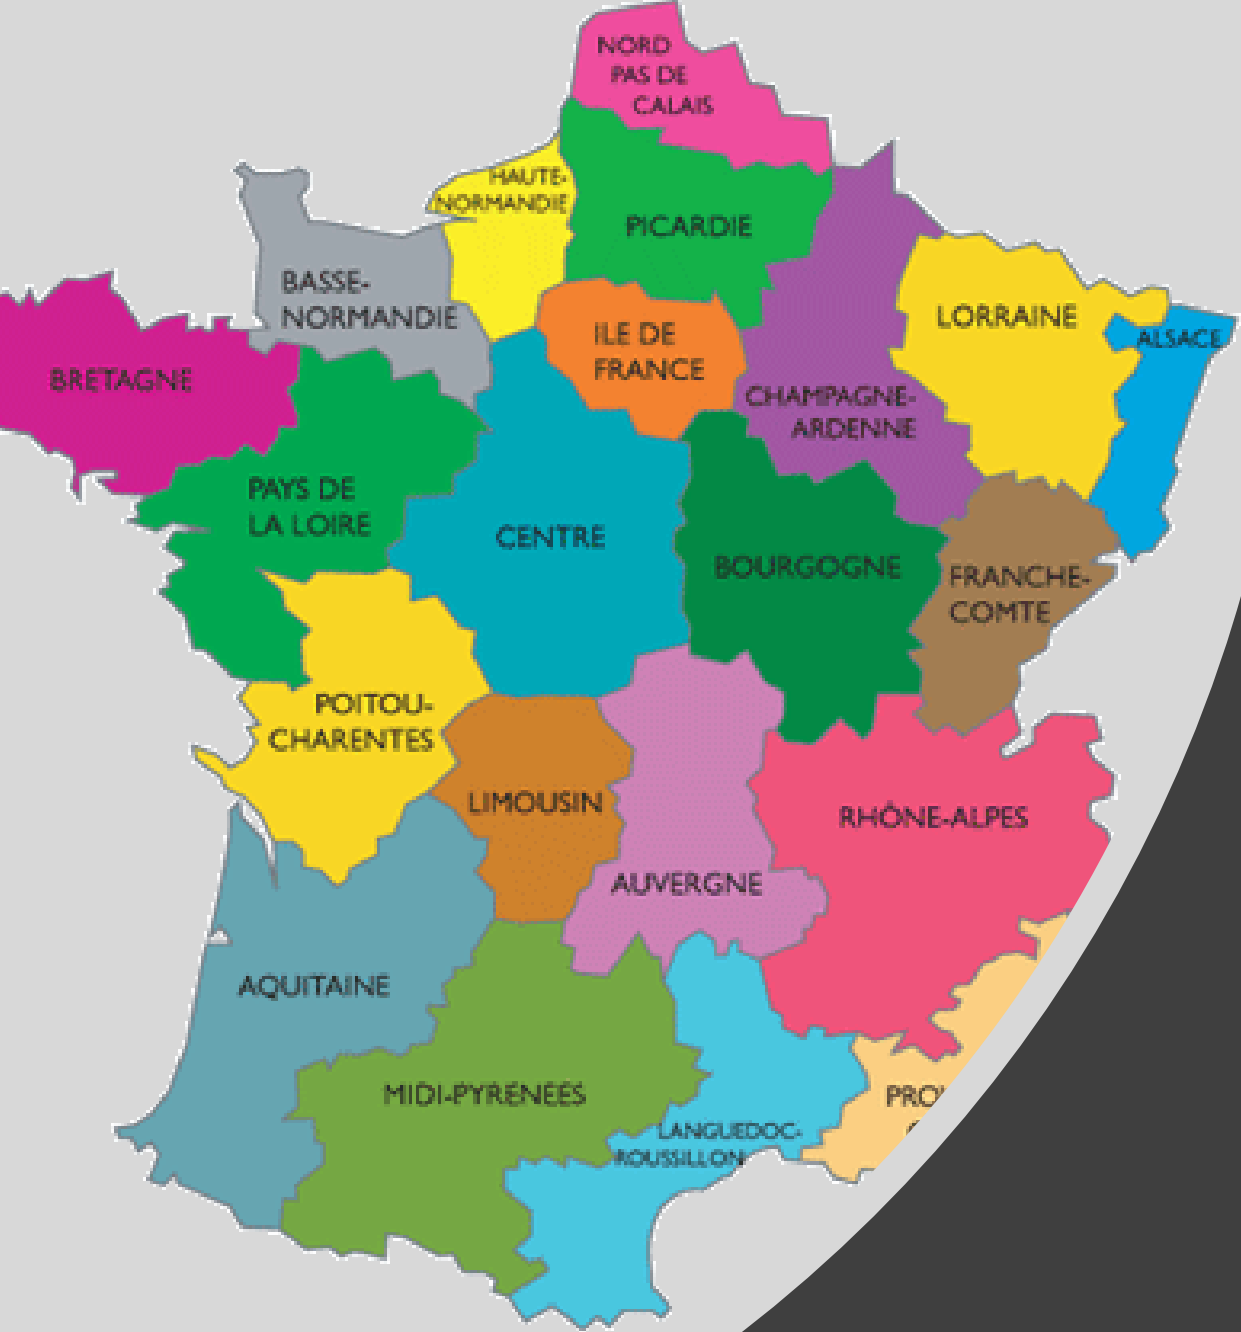 NORD
PAS DE
CALAIS
HAUTE-
NORMANDIE
PICARDIE
BASSE-
NORMANDIE
ILE DE
FRANCE
LORRAINE
ALSACE
BRETAGNE
CHAMPAGNE-
ARDENNE
PAYS DE
LA LOIRE
CENTRE
BOURGOGNE
FRANCHE-
COMTE
POITOU-
CHARENTES
LIMOUSIN
RHÔNE-ALPES
AUVERGNE
AQUITAINE
MIDI-PYRENEES
LANGUEDOC-
ROUSSILLON
PRO